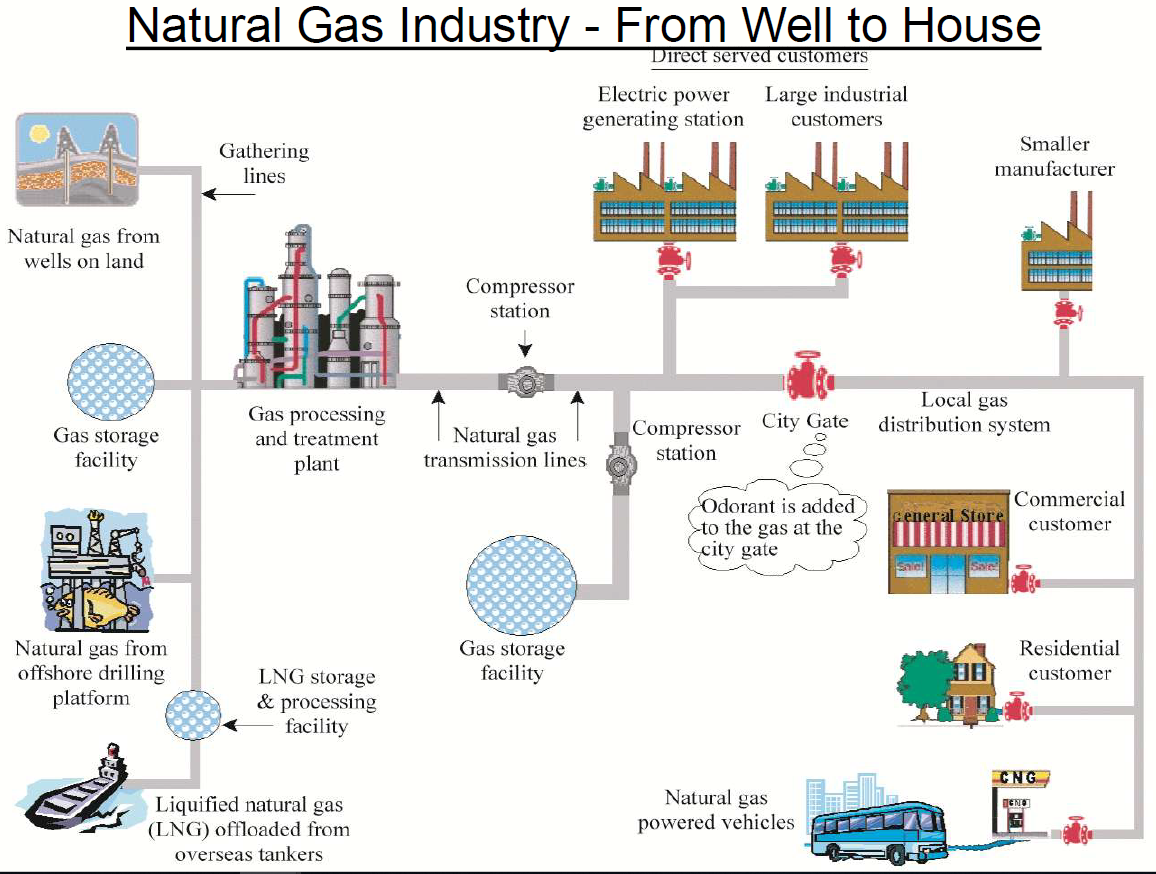 Natural Gas Industry - From Well to House
Direct served customers
Electric power
generating station
Large industrial
customers
Smaller
manufacturer
Gathering
lines
Natural gas from
wells on land
Compressor
station
Gas storage
facility
Gas processing
and treatment
plant
Natural gas
transmission lines
Compressor
station
City Gate
Local gas
distribution system
Odorant is added
to the gas at the
city gate
General Store
Sale!
Sale!
Commercial
customer
Natural gas from
offshore drilling
platform
Gas storage
facility
Residential
customer
LNG storage
& processing
facility
Liquified natural gas
(LNG) offloaded from
overseas tankers
Natural gas
powered vehicles
CNG
CNG